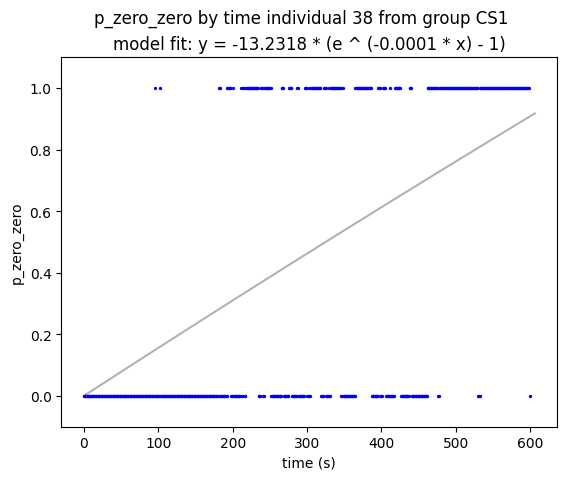 p_zero_zero by time individual 38 from group CS1
model fit: y = -13.2318 * (e ^ (-0.0001 * x) - 1)
1.0
0.8
0.6
0.4
0.2
0.0
p_zero_zero
0 100 200 300 400 500 600
time (s)